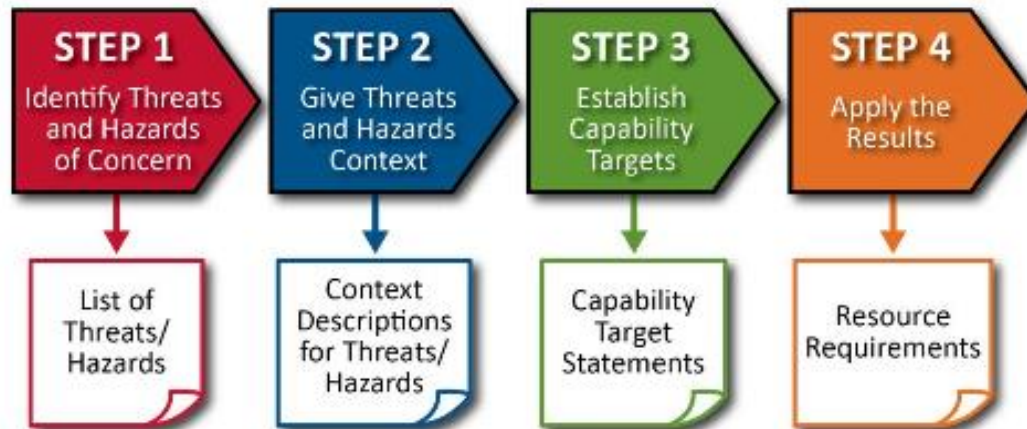 STEP 1
Identify Threats
and Hazards
of Concern
STEP 2
Give Threats
and Hazards
Context
STEP 3
Establish
Capability
Targets
STEP 4
Apply the
Results
List of
Threats/
Hazards
Context
Descriptions
for Threats/
Hazards
Capability
Target
Statements
Resource
Requirements